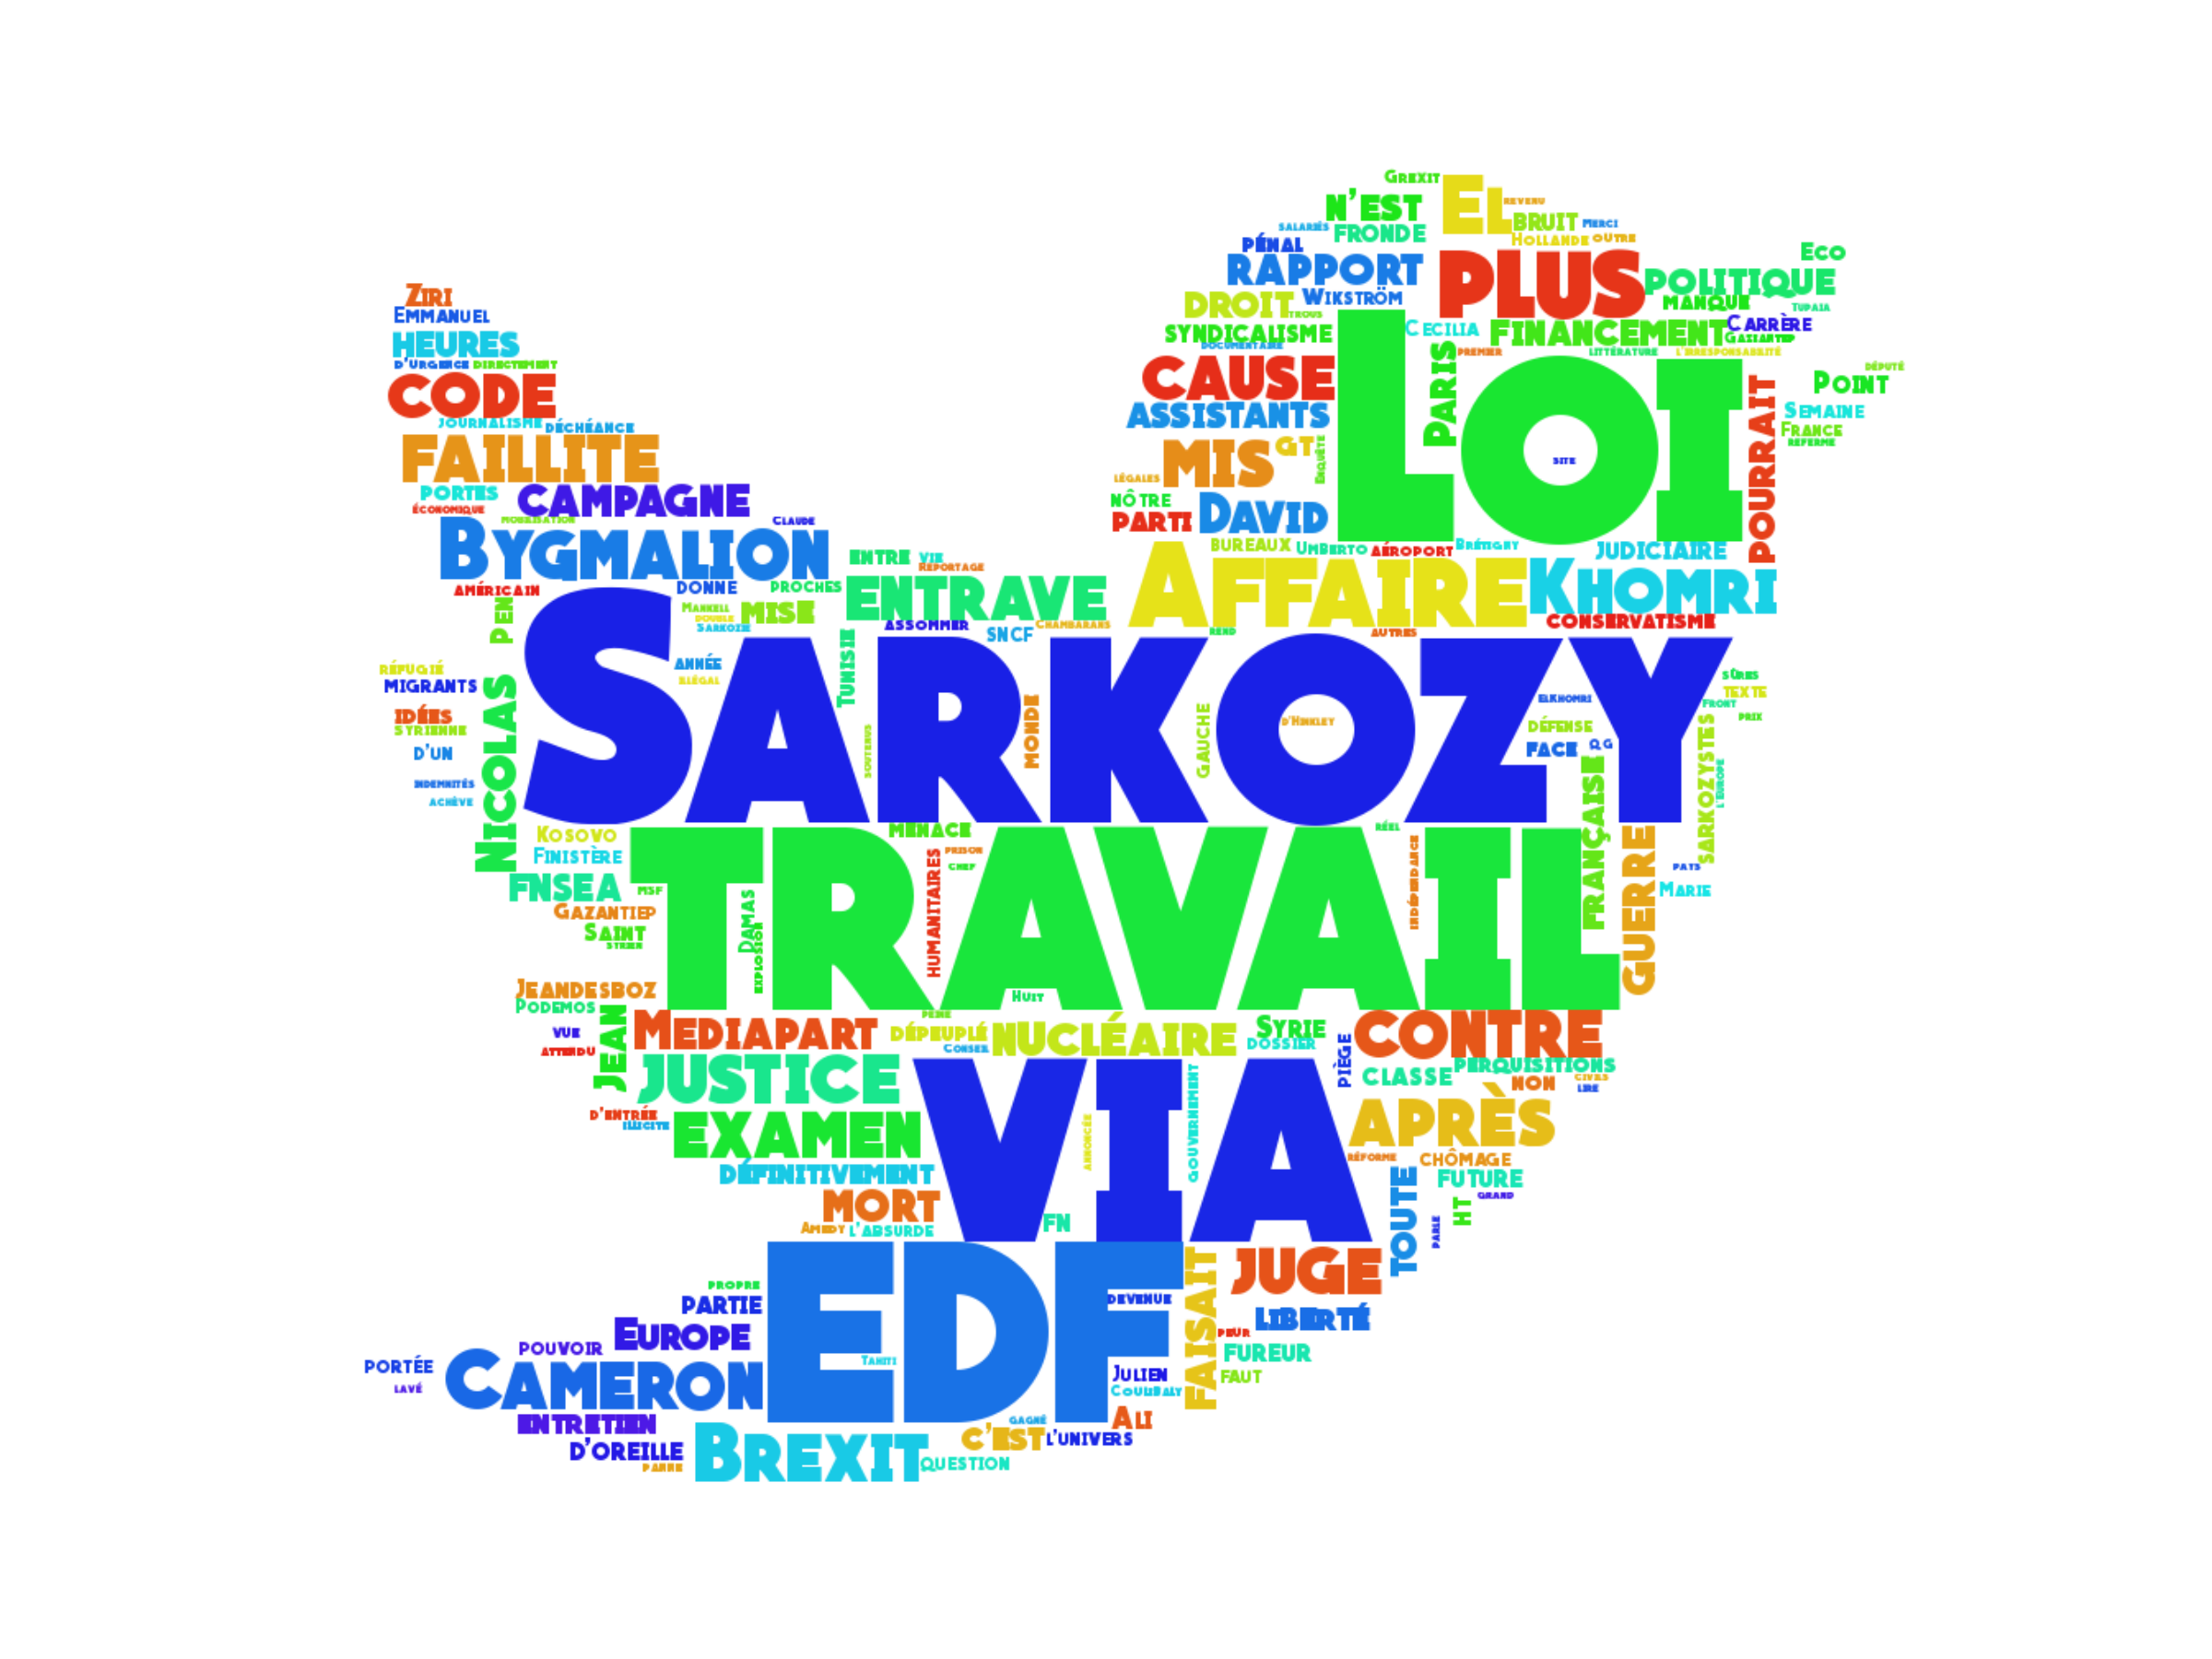 GREXIT
EL
REVENU
N'EST
BRUIT
MERCI
SALARIÉS
FRONDE
HOLLANDE
OUTRE
PÉNAL
RAPPORT
PLUS
ECO
POLITIQUE
ZIRI
EMMANUEL
DROIT
WIKSTRÖM
MANQUE
TUPAIA
TROUS
SYNDICALISME
CECILIA
FINANCEMENT
CARRÈRE
GAZIANTEP
HEURES
DOCUMENTAIRE
PREMIER
LITTÉRATURE
L'IRRESPONSABILITÉ
D'URGENCE
DIRECTEMENT
CODE
CAUSE
LOI
PARIS
DÉPUTÉ
POINT
JOURNALISME
DÉCHÉANCE
ASSISTANTS
POURRAIT
SEMAINE
FRANCE
REFERME
FAILLITE
MIS
GT
ENQUÊTE
SITE
LÉGALES
PORTES
CAMPAGNE
NÔTRE
DAVID
ÉCONOMIQUE
MOBILISATION
CLAUDE
PARTI
BYGMALION
ENTRE
VIE
REPORTAGE
BUREAUX
UMBERTO
AÉROPORT
BRÉTIGNY
JUDICIAIRE
AMÉRICAIN
DONNE
PROCHES
ENTRAVE
AFFAIRE
KHOMRI
PEN
MANKELL
DOUBLE
SARKOZIE
MISE
ASSOMMER
SNCF
CHAMBARANS
REND
AUTRES
CONSERVATISME
SARKOZY
TUNISIE
ANNÉE
ILLÉGAL
RÉFUGIÉ
MIGRANTS
NICOLAS
IDÉES
SYRIENNE
D'UN
INDEMNITÉS
ACHÈVE
SOUTENUS
MONDE
GAUCHE
D'HINKLEY
ELKHOMRI
DÉFENSE
FACE
QG
SÛRES
TEXTE
FRONT
PRIX
SARKOZYSTES
L'EUROPE
FRANÇAISE
KOSOVO
FINISTÈRE
TRAVAIL
MENACE
PRISON
CHEF
RÉEL
INDÉPENDANCE
GUERRE
PAYS
MARIE
FNSEA
MSF
GAZANTIEP
SAINT
SYRIEN
DAMAS
EXPLOSION
HUMANITAIRES
HUIT
JEANDESBOZ
PODEMOS
VUE
ATTENDU
JEAN
MEDIAPART
PEINE
DÉPEUPLÉ
CONSEIL
NUCLÉAIRE
SYRIE
DOSSIER
PIÈGE
CONTRE
PERQUISITIONS
CLASSE
NON
CIVILS
LIRE
JUSTICE
VIA
ANNONCÉE
GOUVERNEMENT
D'ENTRÉE
ILLICITE
EXAMEN
APRÈS
DÉFINITIVEMENT
RÉFORME
CHÔMAGE
FUTURE
GRAND
MORT
AMEDY
L'ABSURDE
FN
TOUTE
PARLE
HT
EDF
FAISAIT
JUGE
PROPRE
PARTIE
DEVENUE
LIBERTÉ
POUVOIR
EUROPE
PEUR
FUREUR
PORTÉE
LAVÉ
CAMERON
TAHITI
JULIEN
COULIBALY
FAUT
ENTRETIEN
GAGNÉ
ALI
D'OREILLE
PANNE
BREXIT
C'EST
L'UNIVERS
QUESTION